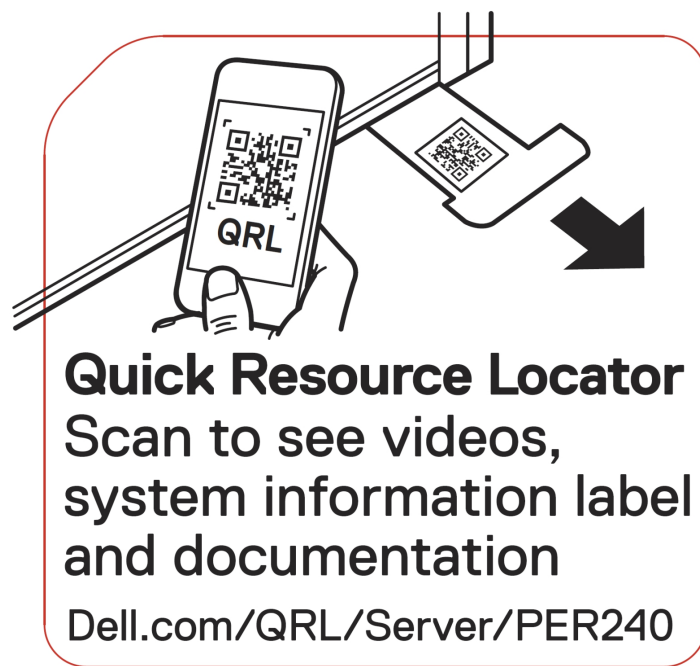 QRL
Quick Resource Locator
Scan to see videos,
system information label
and documentation
Dell.com/QRL/Server/PER240